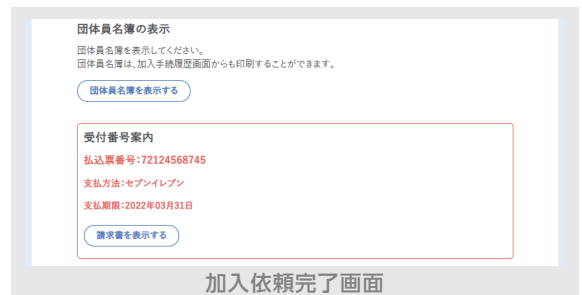 団体員名簿の表示
団体員名簿を表示してください。
団体員名簿は、加入手続履歴画面からも印刷することができます。
団体員名簿を表示する
受付番号案内
払込票番号:72124568745
支払方法:セブンイレブン
支払期限:2022年03月31日
請求書を表示する
加入依頼完了画面